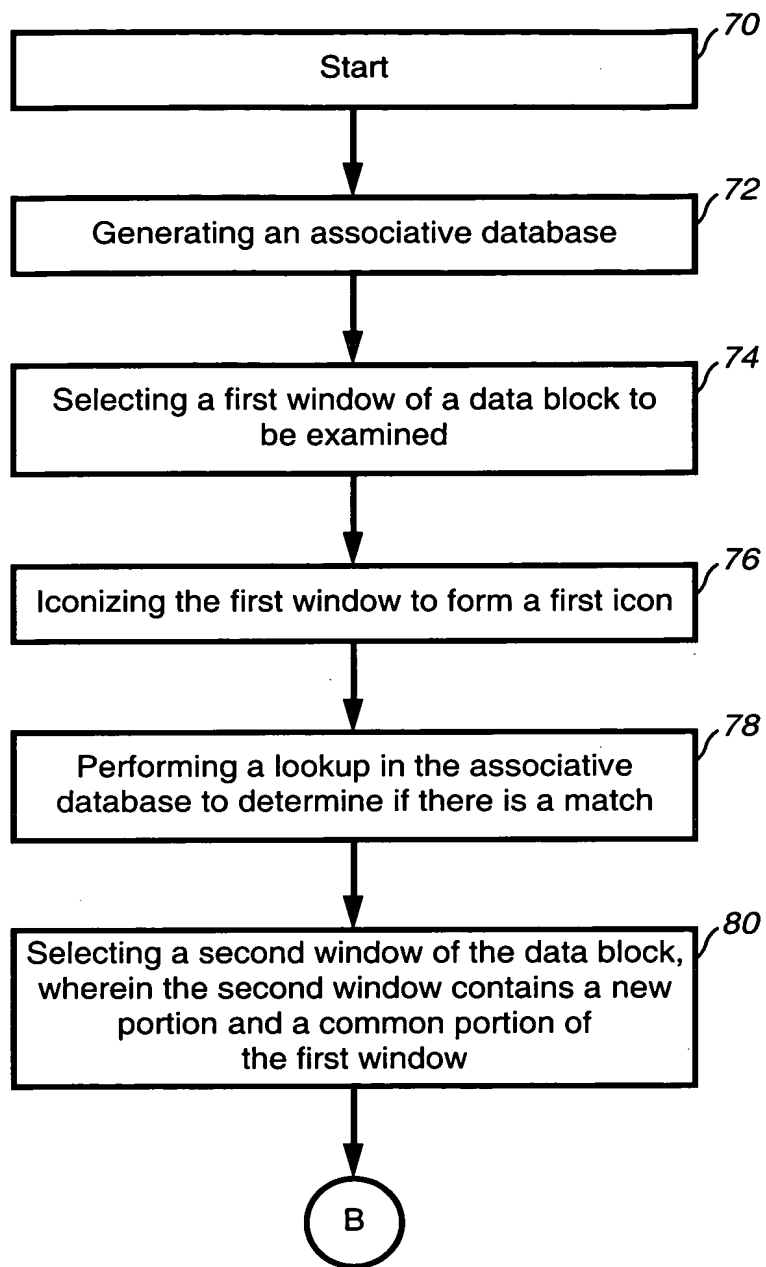 70
Start
72
Generating an associative database
74
Selecting a first window of a data block to
be examined
76
Iconizing the first window to form a first icon
78
Performing a lookup in the associative
database to determine if there is a match
80
Selecting a second window of the data block,
wherein the second window contains a new
portion and a common portion of
the first window
B